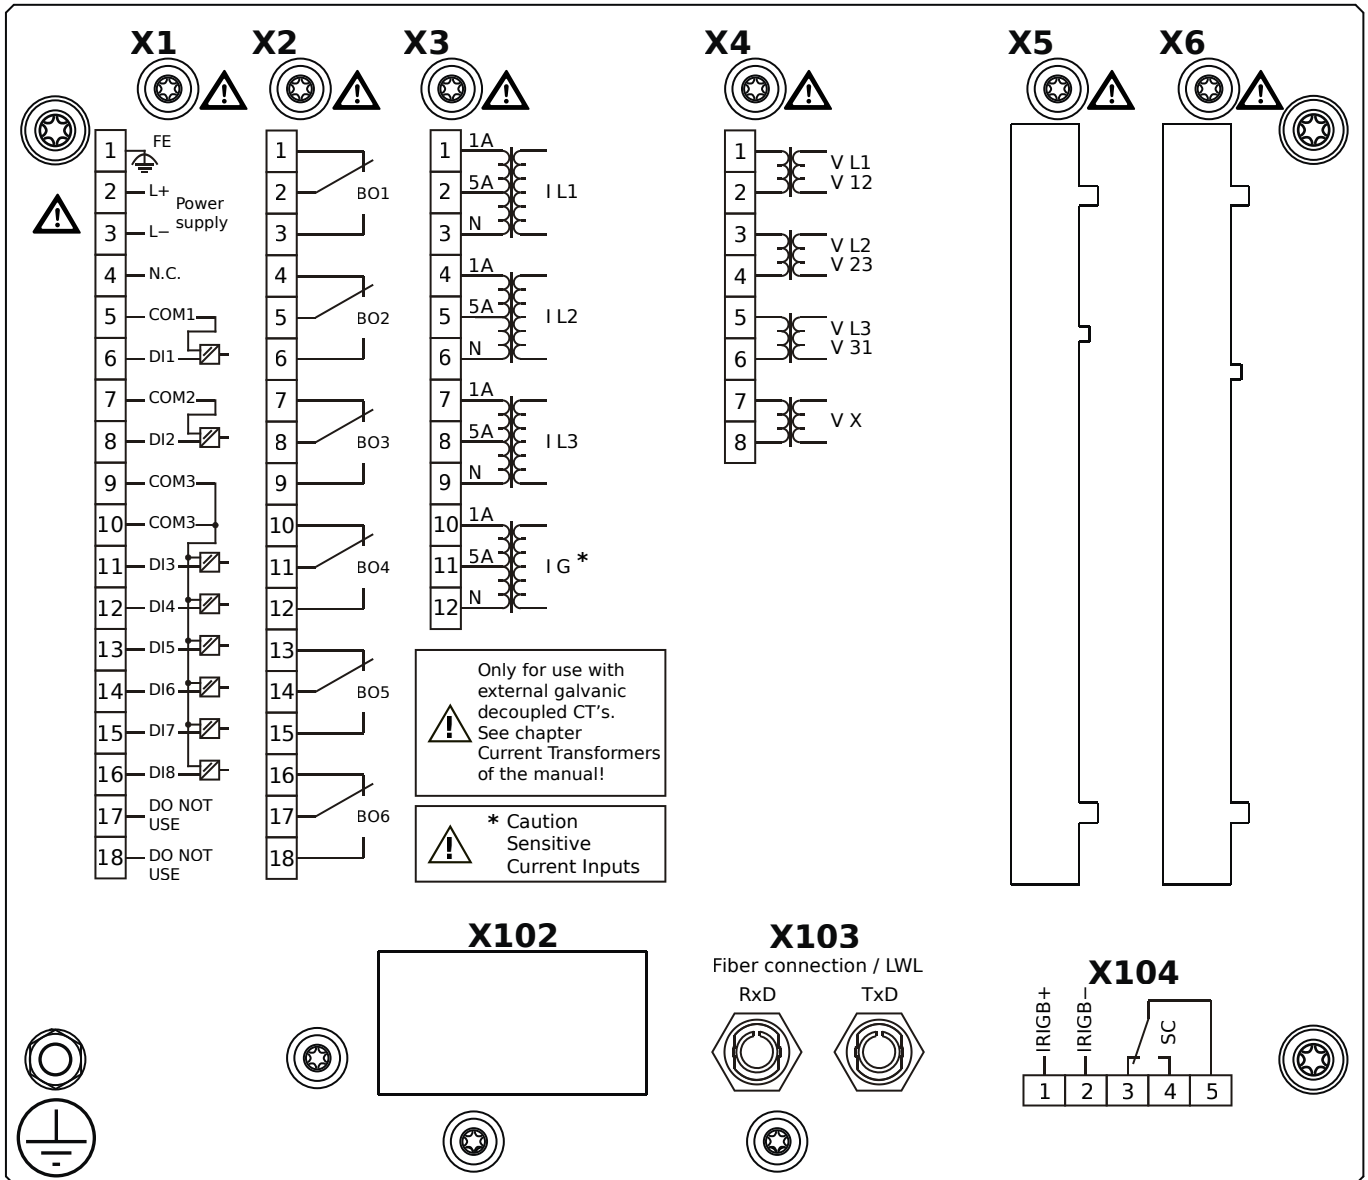 X1
X2
X3
X4
X5
X6
1
FE
2
L+
Power
supply
3
L−
4
N.C.
5
COM1
6
DI1
7
COM2
8
DI2
9
COM3
10
COM3
11
DI3
12
DI4
13
DI5
14
DI6
15
DI7
16
DI8
17
DO NOT
USE
18
DO NOT
USE
1
2
BO1
3
4
5
BO2
6
7
8
BO3
9
10
11
BO4
12
13
14
BO5
15
16
17
BO6
18
1
1A
2
5A
I L1
3
N
4
1A
5
5A
I L2
6
N
7
1A
8
5A
I L3
9
N
10
1A
11
5A
I G *
12
N
Only for use with
external galvanic
decoupled CT's.
See chapter
Current Transformers
of the manual!
* Caution
Sensitive
Current Inputs
1
V L1
2
V 12
3
V L2
4
V 23
5
V L3
6
V 31
7
V X
8
X102
X103
Fiber connection / LWL
RxD
TxD
X104
IRIGB+
IRIGB−
SC
1
2
3
4
5